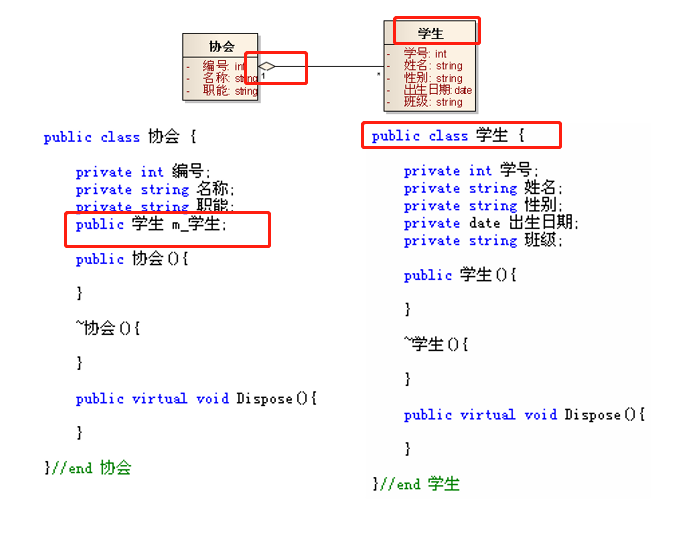 协会
- 编号: int
- 名称: string
- 职能: string
1
*
学生
- 学号: int
- 姓名: string
- 性别: string
- 出生日期: date
- 班级: string
public class 协会 {
private int 编号;
private string 名称;
private string 职能;
public 学生 m_学生;
public 协会(){
}
~协会(){
}
public virtual void Dispose(){
}
}//end 协会
public class 学生 {
private int 学号;
private string 姓名;
private string 性别;
private date 出生日期;
private string 班级;
public 学生(){
}
~学生(){
}
public virtual void Dispose(){
}
}//end 学生